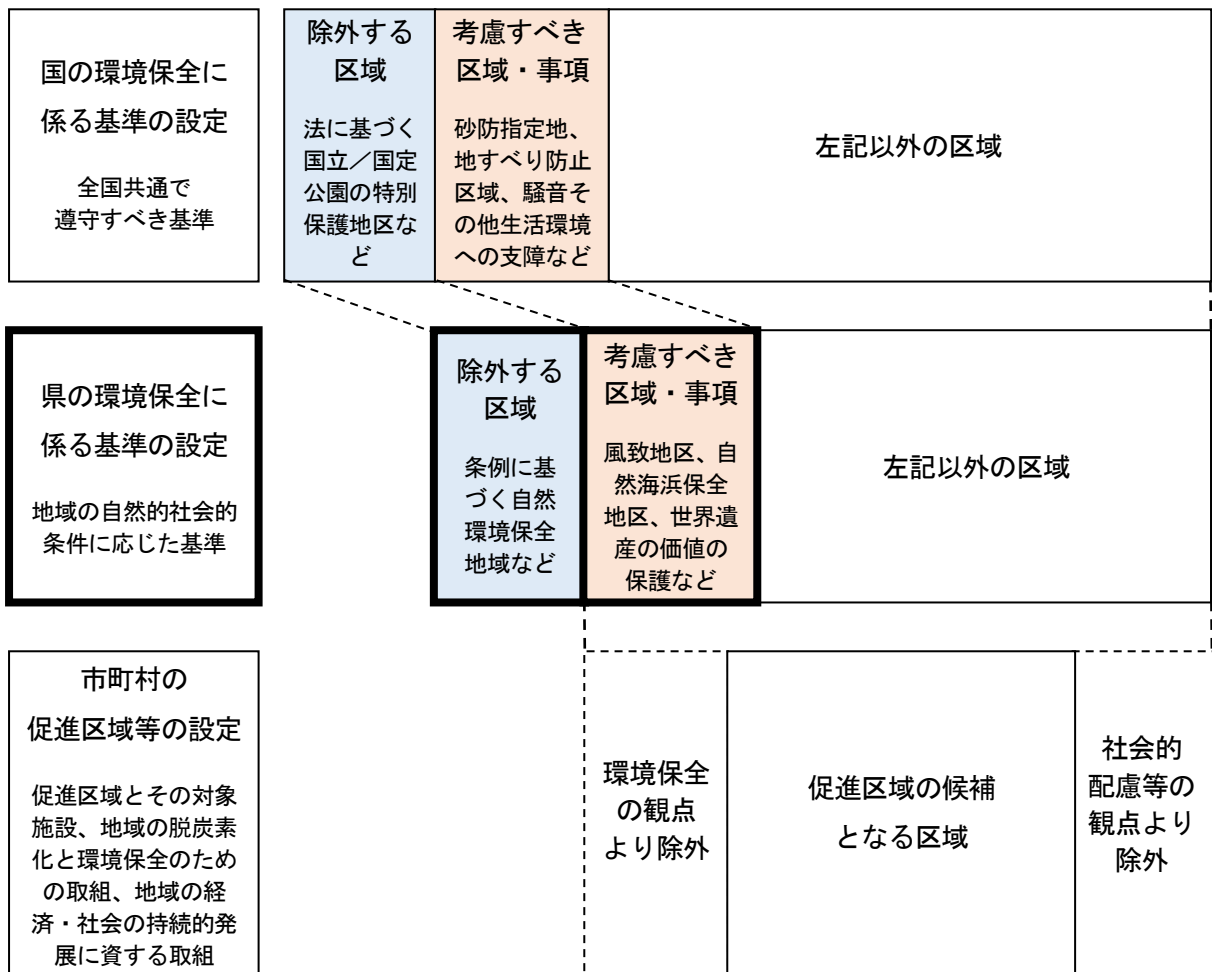 国の環境保全に
係る基準の設定
全国共通で
遵守すべき基準
除外する
区域
法に基づく
国立／国定
公園の特別
保護地区な
ど
考慮すべき
区域・事項
砂防指定地、
地すべり防止
区域、騒音そ
の他生活環境
への支障など
左記以外の区域
県の環境保全に
係る基準の設定
地域の自然的社会的
条件に応じた基準
除外する
区域
条例に基
づく自然
環境保全
地域など
考慮すべき
区域・事項
風致地区、自
然海浜保全
地区、世界遺
産の価値の
保護など
左記以外の区域
市町村の
促進区域等の設定
促進区域とその対象
施設、地域の脱炭素
化と環境保全のため
の取組、地域の経
済・社会の持続的発
展に資する取組
環境保全
の観点
より除外
促進区域の候補
となる区域
社会的
配慮等の
観点より
除外